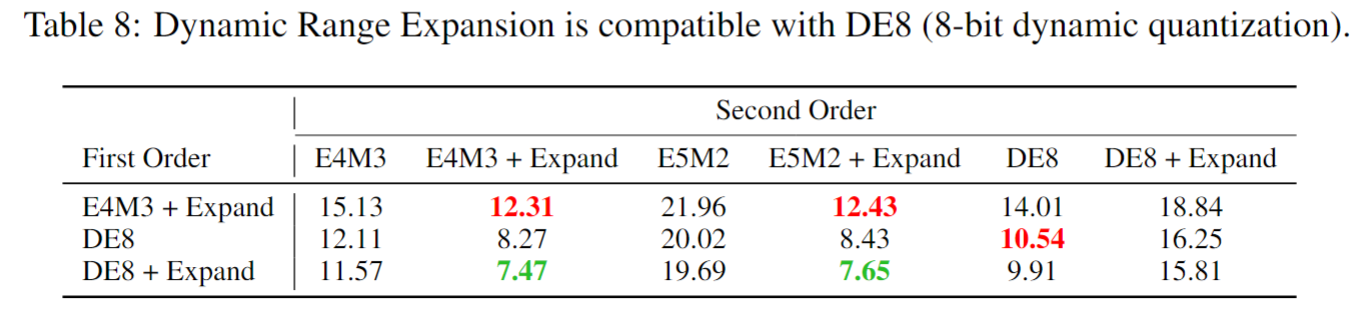 Table 8: Dynamic Range Expansion is compatible with DE8 (8-bit dynamic quantization).
Second Order
First Order E4M3 E4M3 + Expand E5M2 E5M2 + Expand DE8 DE8 + Expand
E4M3 + Expand 15.13 12.31 21.96 12.43 14.01 18.84
DE8 12.11 8.27 20.02 8.43 10.54 16.25
DE8 + Expand 11.57 7.47 19.69 7.65 9.91 15.81